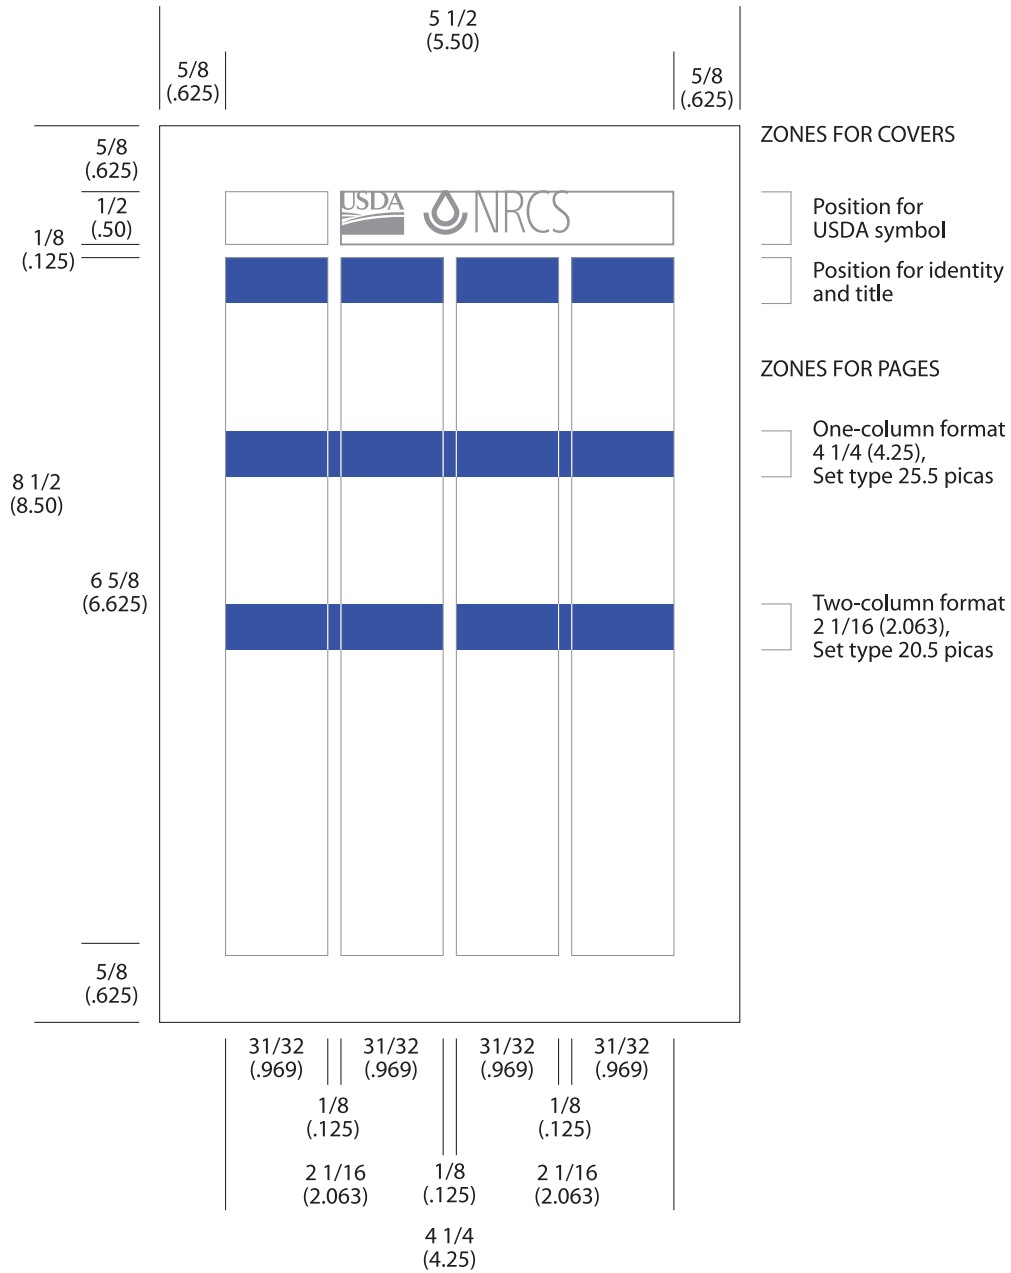 5 1/2
(5.50)
5/8
(.625)
5/8
(.625)
5/8
(.625)
1/2
(.50)
1/8
(.125)
8 1/2
(8.50)
6 5/8
(6.625)
5/8
(.625)
USDA
NRCS
ZONES FOR COVERS
Position for
USDA symbol
Position for identity
and title
ZONES FOR PAGES
One-column format
4 1/4 (4.25),
Set type 25.5 picas
Two-column format
2 1/16 (2.063),
Set type 20.5 picas
31/32
(.969)
31/32
(.969)
31/32
(.969)
31/32
(.969)
1/8
(.125)
1/8
(.125)
2 1/16
(2.063)
1/8
(.125)
2 1/16
(2.063)
4 1/4
(4.25)